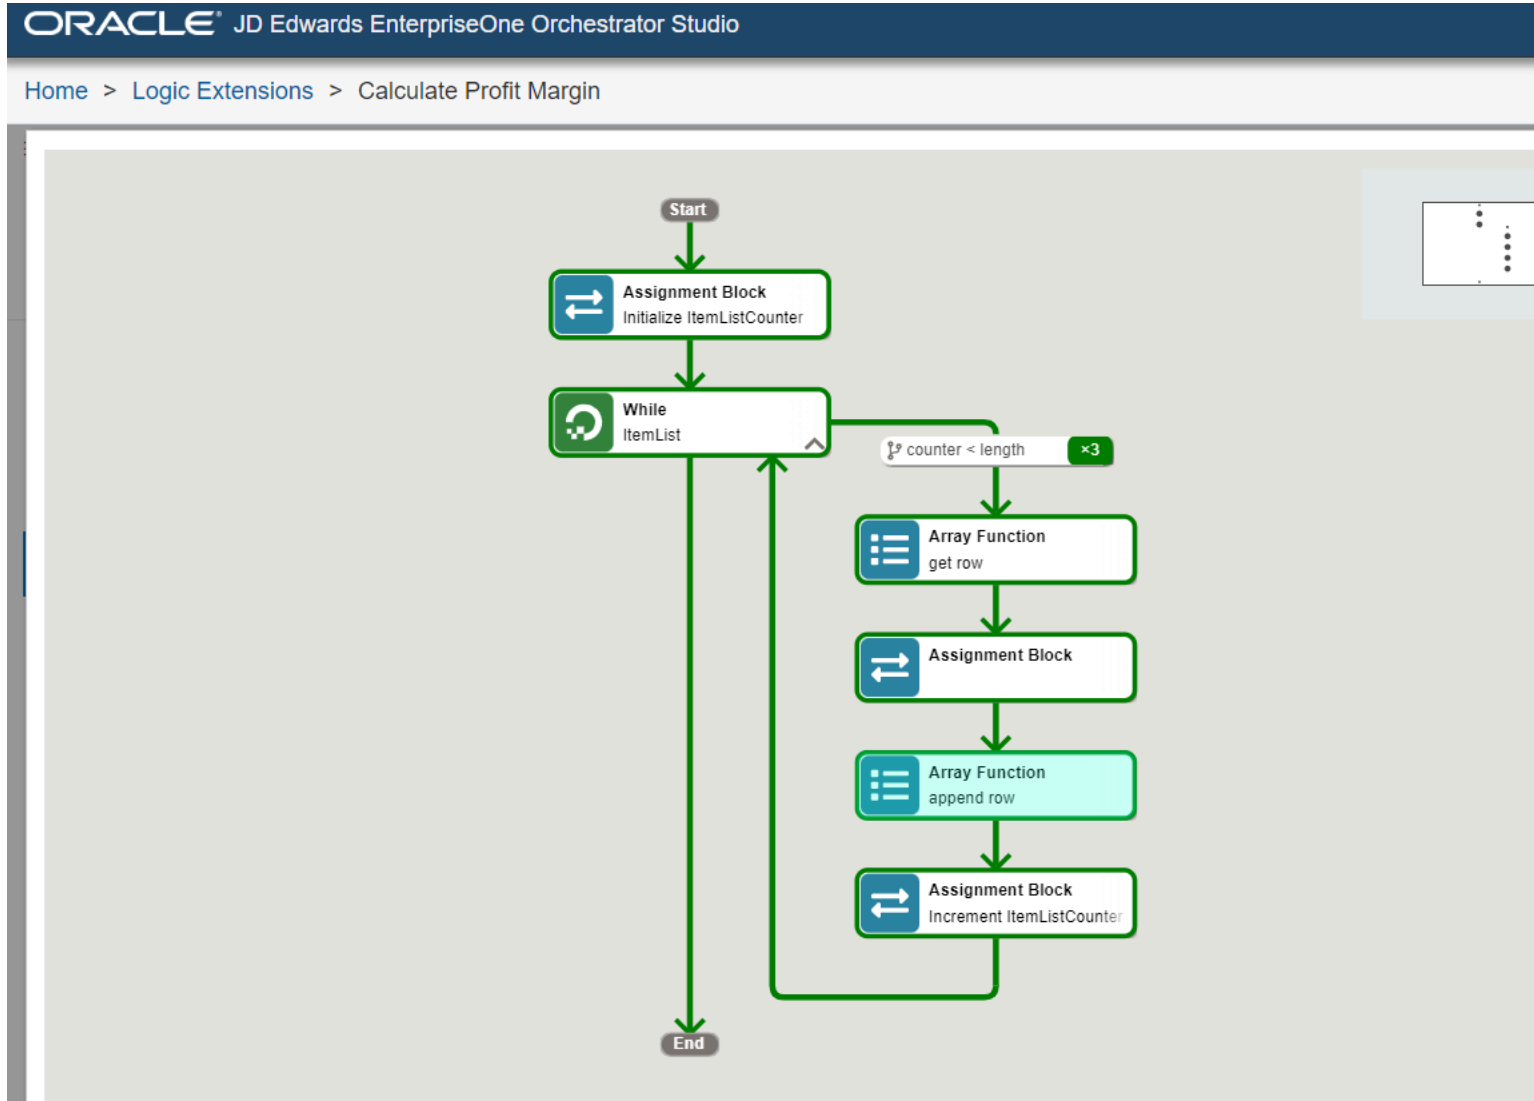 ORACLE® JD Edwards EnterpriseOne Orchestrator Studio
Home > Logic Extensions > Calculate Profit Margin
Start
Assignment Block
Initialize ItemListCounter
While
ItemList
counter < length ×3
Array Function
get row
Assignment Block
Array Function
append row
Assignment Block
Increment ItemListCounter
End